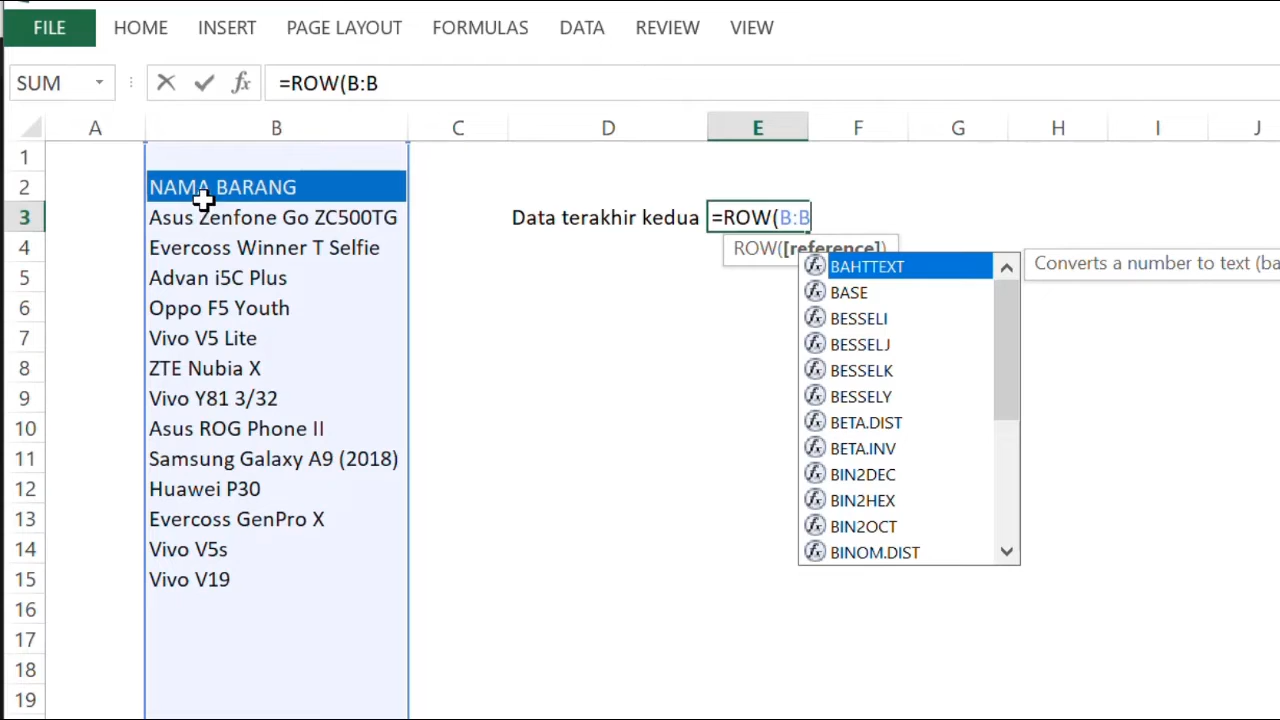 FILE HOME INSERT PAGE LAYOUT FORMULAS DATA REVIEW VIEW
SUM fx =ROW(B:B
A B C D E F G H I J
1
2 NAMA BARANG
3 Asus Zenfone Go ZC500TG Data terakhir kedua =ROW(B:B
ROW([reference])
4 Evercoss Winner T Selfie
5 Advan i5C Plus
6 Oppo F5 Youth
7 Vivo V5 Lite
8 ZTE Nubia X
9 Vivo Y81 3/32
10 Asus ROG Phone II
11 Samsung Galaxy A9 (2018)
12 Huawei P30
13 Evercoss GenPro X
14 Vivo V5s
15 Vivo V19
16
17
18
19
BAHTTEXT Converts a number to text (ba
BASE
BESSELI
BESSELJ
BESSELK
BESSELY
BETA.DIST
BETA.INV
BIN2DEC
BIN2HEX
BIN2OCT
BINOM.DIST